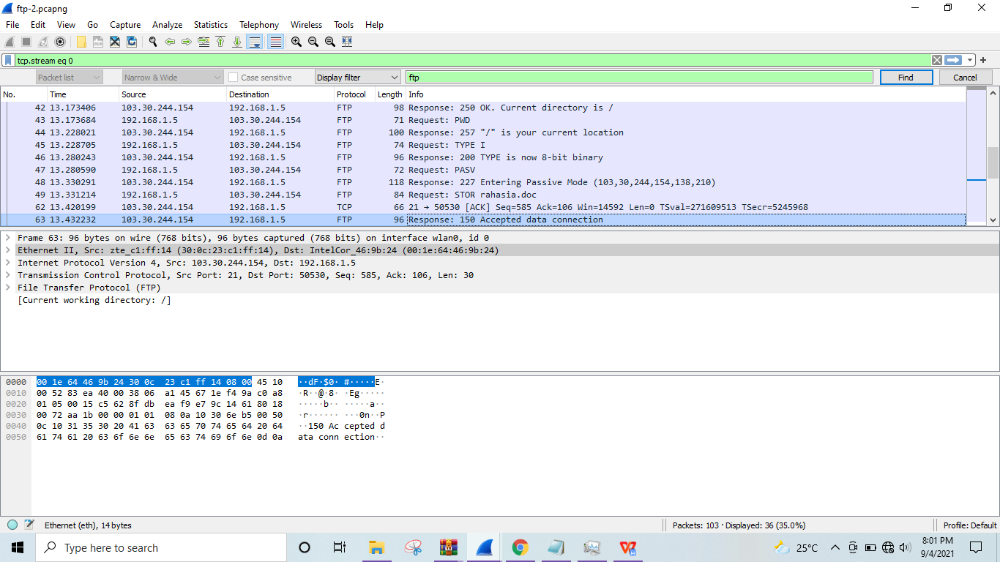 ftp-2.pcapng
File Edit View Go Capture Analyze Statistics Telephony Wireless Tools Help
tcp.stream eq 0
Packet list Narrow & Wide Case sensitive Display filter ftp Find Cancel
No. Time Source Destination Protocol Length Info
42 13.173406 103.30.244.154 192.168.1.5 FTP 98 Response: 250 OK. Current directory is /
43 13.173684 192.168.1.5 103.30.244.154 FTP 71 Request: PWD
44 13.228021 103.30.244.154 192.168.1.5 FTP 100 Response: 257 "/" is your current location
45 13.228705 192.168.1.5 103.30.244.154 FTP 74 Request: TYPE I
46 13.280243 103.30.244.154 192.168.1.5 FTP 96 Response: 200 TYPE is now 8-bit binary
47 13.280590 192.168.1.5 103.30.244.154 FTP 72 Request: PASV
48 13.330291 103.30.244.154 192.168.1.5 FTP 118 Response: 227 Entering Passive Mode (103,30,244,154,138,210)
49 13.331214 192.168.1.5 103.30.244.154 FTP 84 Request: STOR rahasia.doc
62 13.420199 103.30.244.154 192.168.1.5 TCP 66 21 → 50530 [ACK] Seq=585 Ack=106 Win=14592 Len=0 TSval=271609513 TSecr=5245968
63 13.432232 103.30.244.154 192.168.1.5 FTP 96 Response: 150 Accepted data connection
Frame 63: 96 bytes on wire (768 bits), 96 bytes captured (768 bits) on interface wlan0, id 0
Ethernet II, Src: zte_c1:ff:14 (30:0c:23:c1:ff:14), Dst: IntelCor_46:9b:24 (00:1e:64:46:9b:24)
Internet Protocol Version 4, Src: 103.30.244.154, Dst: 192.168.1.5
Transmission Control Protocol, Src Port: 21, Dst Port: 50530, Seq: 585, Ack: 106, Len: 30
File Transfer Protocol (FTP)
[Current working directory: /]
0000 00 1e 64 46 9b 24 30 0c 23 c1 ff 14 08 00 45 10 ··dF·$0· #·····E·
0010 00 52 83 ea 40 00 38 06 a1 45 67 1e f4 9a c0 a8 ·R··@·8· ·Eg·····
0020 01 05 00 15 c5 62 8f db ea f9 e7 9c 14 61 80 18 ·····b·· ·····a··
0030 00 72 aa 1b 00 00 01 01 08 0a 10 30 6e b5 00 50 ·r······ ···0n··P
0040 0c 10 31 35 30 20 41 63 63 65 70 74 65 64 20 64 ··150 Ac cepted d
0050 61 74 61 20 63 6f 6e 6e 65 63 74 69 6f 6e 0d 0a ata conn ection··
Ethernet (eth), 14 bytes Packets: 103 · Displayed: 36 (35.0%) Profile: Default
Type here to search 25°C 8:01 PM
9/4/2021